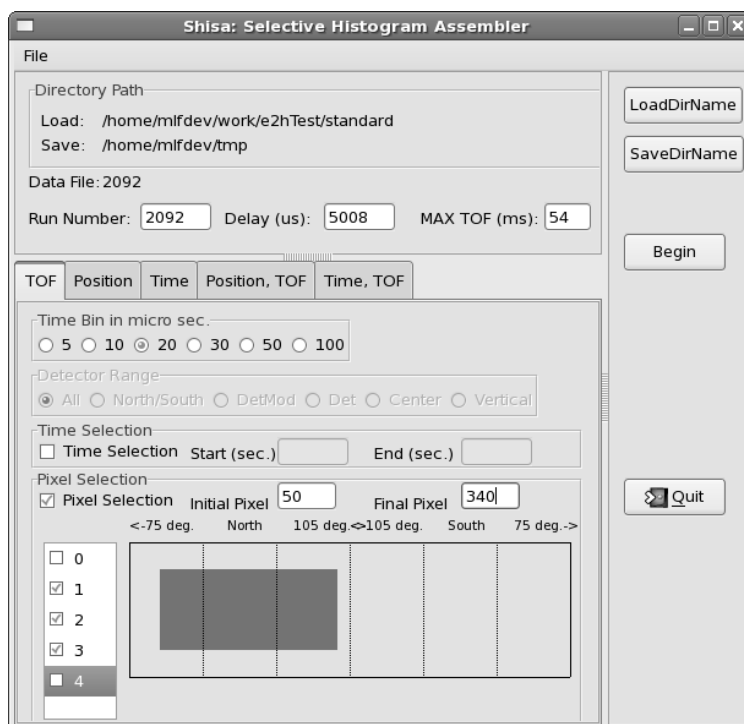 Shisa: Selective Histogram Assembler
File
Directory Path
Load: /home/mlfdev/work/e2hTest/standard
Save: /home/mlfdev/tmp
Data File: 2092
Run Number: 2092 Delay (us): 5008 MAX TOF (ms): 54
LoadDirName
SaveDirName
Begin
TOF Position Time Position, TOF Time, TOF
Time Bin in micro sec.
5 10 20 30 50 100
Detector Range
All North/South DetMod Det Center Vertical
Time Selection
Time Selection Start (sec.) End (sec.)
Pixel Selection
Pixel Selection Initial Pixel 50 Final Pixel 340
<-75 deg. North 105 deg.<>105 deg. South 75 deg.->
0
1
2
3
4
Quit